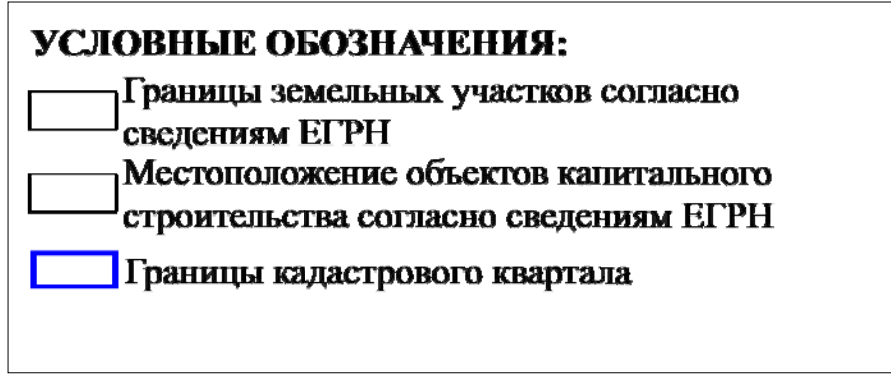 УСЛОВНЫЕ ОБОЗНАЧЕНИЯ:
Границы земельных участков согласно
сведениям ЕГРН
Местоположение объектов капитального
строительства согласно сведениям ЕГРН
Границы кадастрового квартала